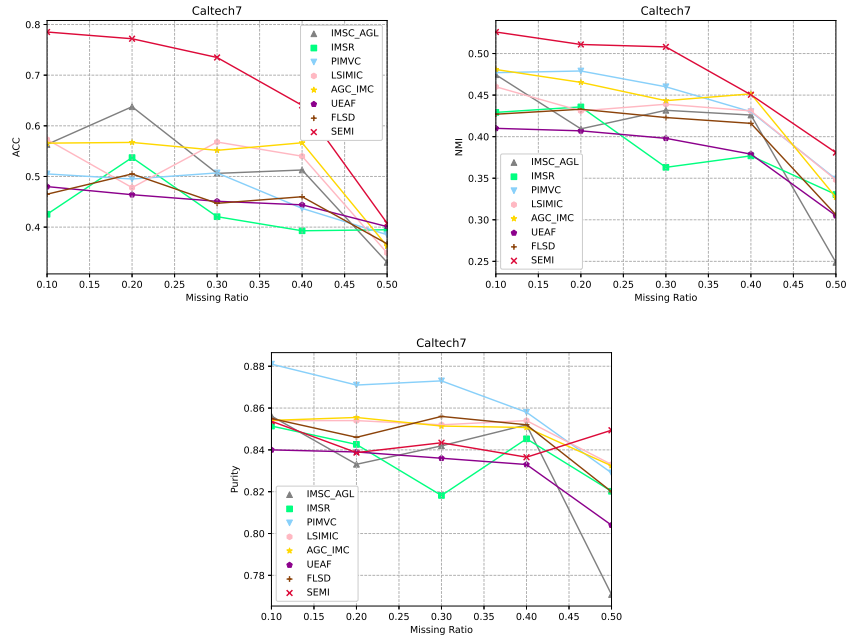 Caltech7
0.8
0.7
0.6
0.5
0.4
ACC
0.10
0.15
0.20
0.25
0.30
0.35
0.40
0.45
0.50
Missing Ratio
IMSC_AGL
IMSR
PIMVC
LSIMIC
AGC_IMC
UEAF
FLSD
SEMI
Caltech7
0.50
0.45
0.40
0.35
0.30
0.25
NMI
0.10
0.15
0.20
0.25
0.30
0.35
0.40
0.45
0.50
Missing Ratio
IMSC_AGL
IMSR
PIMVC
LSIMIC
AGC_IMC
UEAF
FLSD
SEMI
Caltech7
0.88
0.86
0.84
0.82
0.80
0.78
Purity
0.10
0.15
0.20
0.25
0.30
0.35
0.40
0.45
0.50
Missing Ratio
IMSC_AGL
IMSR
PIMVC
LSIMIC
AGC_IMC
UEAF
FLSD
SEMI